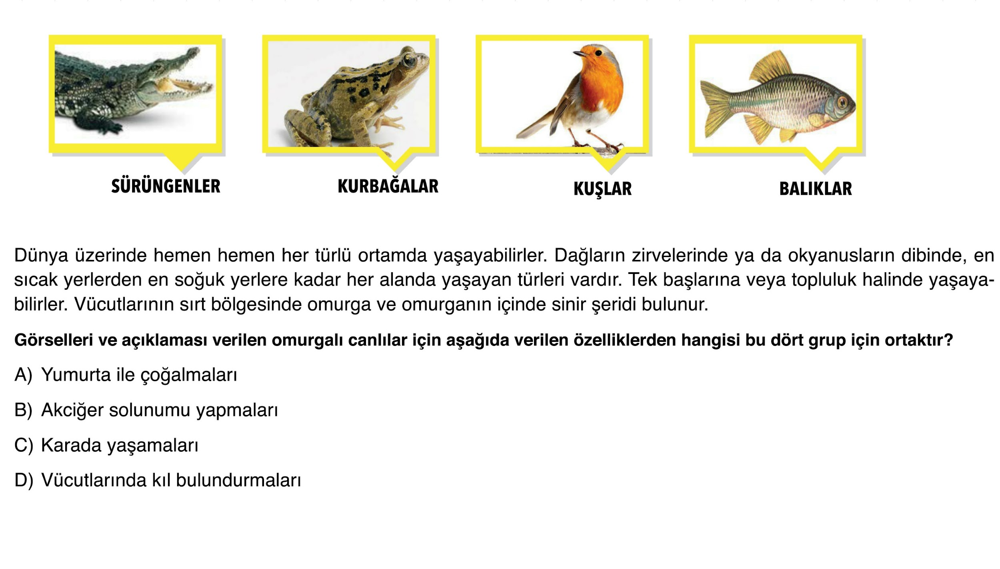 SÜRÜNGENLER
KURBAĞALAR
KUŞLAR
BALIKLAR
Dünya üzerinde hemen hemen her türlü ortamda yaşayabilirler. Dağların zirvelerinde ya da okyanusların dibinde, en
sıcak yerlerden en soğuk yerlere kadar her alanda yaşayan türleri vardır. Tek başlarına veya topluluk halinde yaşaya-
bilirler. Vücutlarının sırt bölgesinde omurga ve omurganın içinde sinir şeridi bulunur.
Görselleri ve açıklaması verilen omurgalı canlılar için aşağıda verilen özelliklerden hangisi bu dört grup için ortaktır?
A) Yumurta ile çoğalmaları
B) Akciğer solunumu yapmaları
C) Karada yaşamaları
D) Vücutlarında kıl bulundurmaları